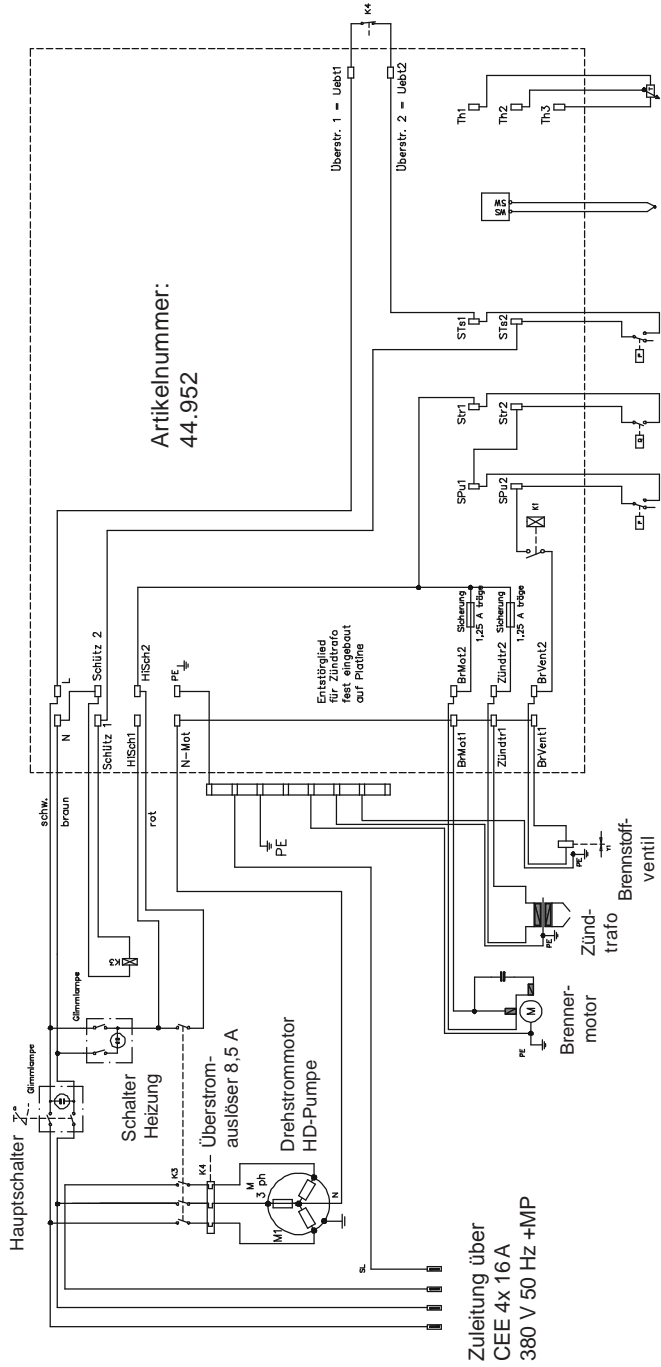 Artikelnummer:
44.952
K4
Überstr. 1 = Uebt1
Überstr. 2 = Uebt2
Th1
Th2
Th3
WS
SW
STs1
STs2
P
Str1
Str2
Q
SPu1
SPu2
P
K1
L
N
Schütz 2
Schütz 1
HiSch2
HiSch1
PE
N-Mot
Entstörglied
für Zündtrafo
fest eingebaut
auf Platine
Sicherung
1,25 A träge
Sicherung
1,25 A träge
BrMot2
Zündtr2
BrVent2
BrMot1
Zündtr1
BrVent1
schw.
braun
rot
PE
K3
Glimmlampe
Glimmlampe
Hauptschalter
Schalter
Heizung
Überstrom-
auslöser 8,5 A
K3
K4
Drehstrommotor
HD-Pumpe
M
3 ph
M1
N
SL
Zuleitung über
CEE 4x 16 A
380 V 50 Hz +MP
M
PE
Brenner-
motor
PE
Zünd-
trafo
PE
Y1
Brennstoff-
ventil